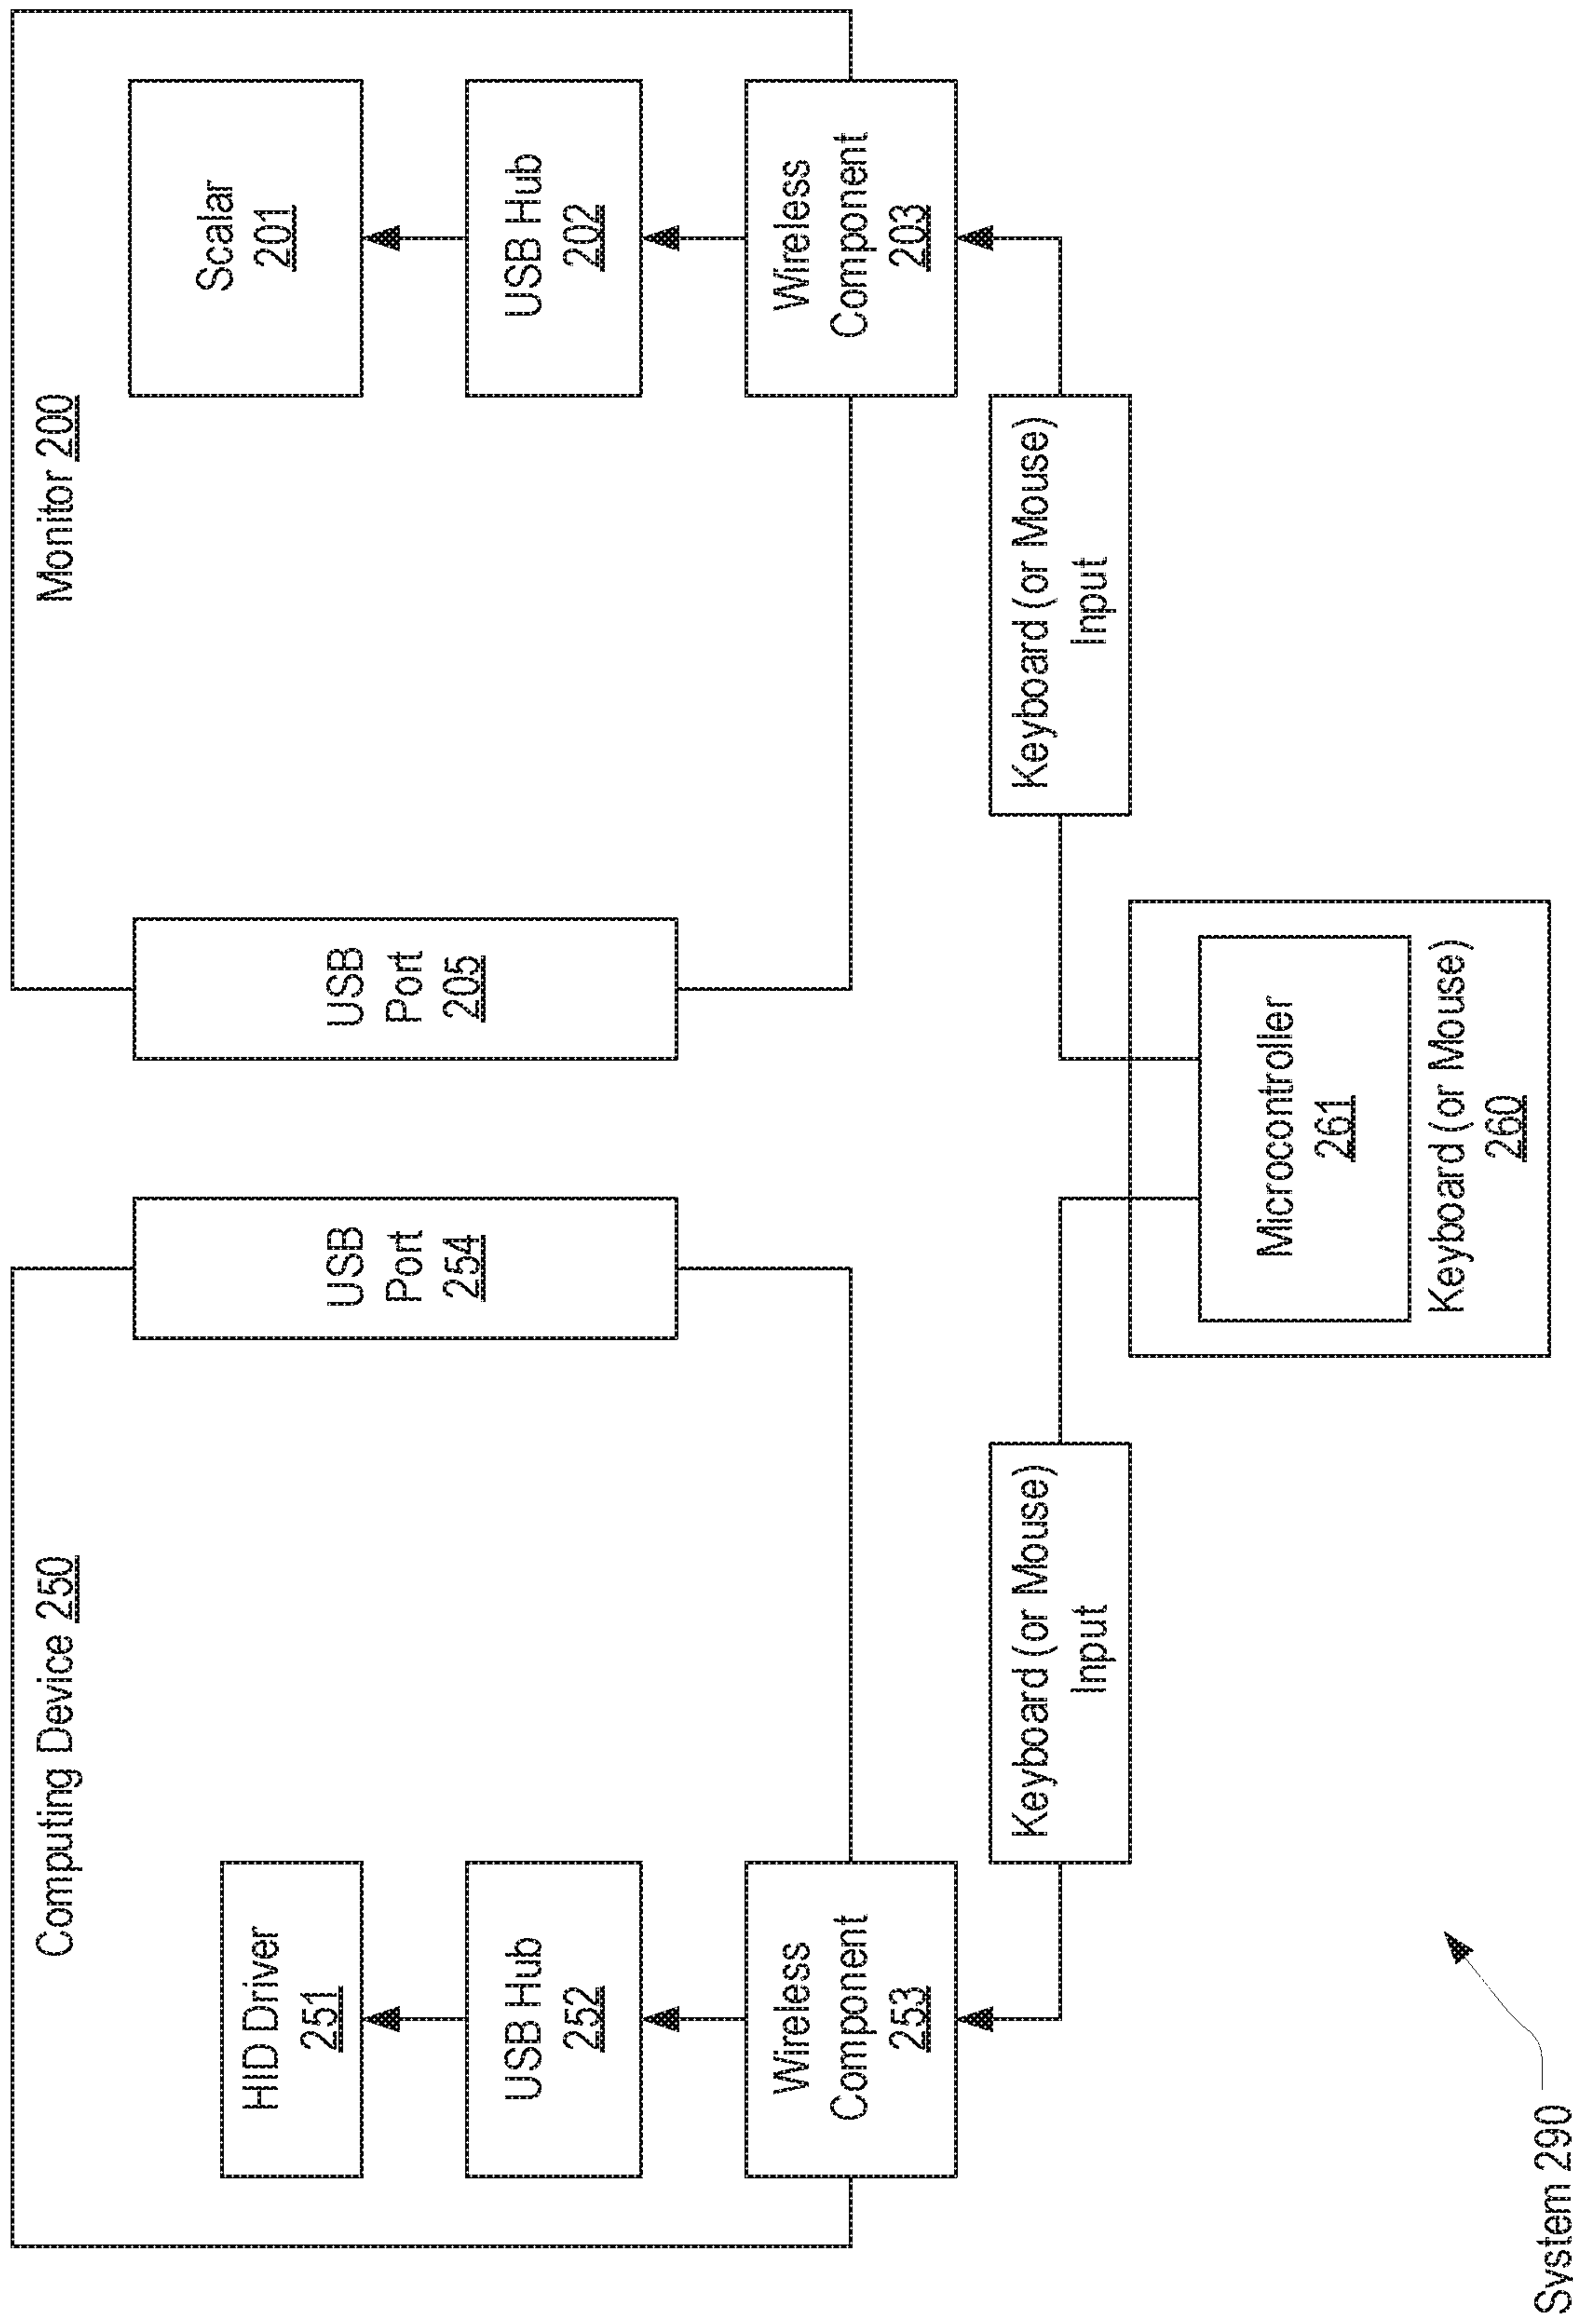 Computing Device 250
HID Driver
251
USB Hub
252
Wireless
Component
253
USB
Port
254
Monitor 200
USB
Port
205
Scalar
201
USB Hub
202
Wireless
Component
203
Keyboard (or Mouse)
Input
Keyboard (or Mouse)
Input
Microcontroller
261
Keyboard (or Mouse)
260
System 290